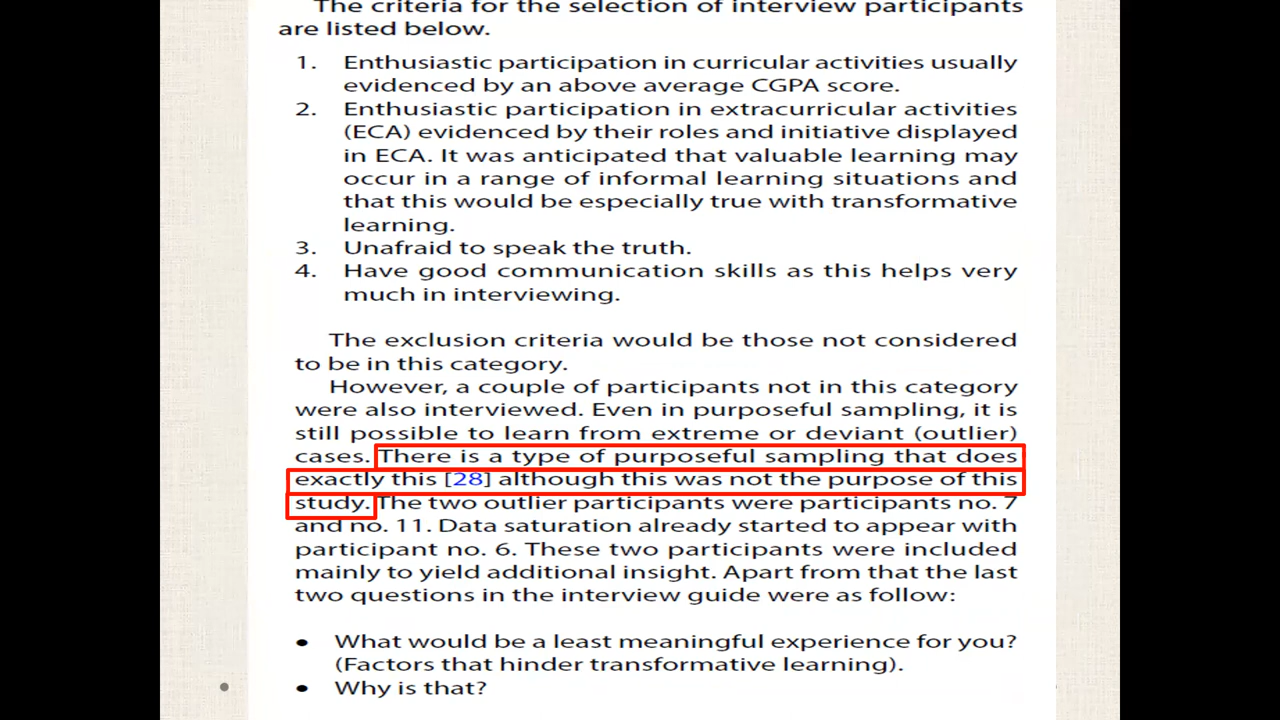 The criteria for the selection of interview participants
are listed below.
1. Enthusiastic participation in curricular activities usually
evidenced by an above average CGPA score.
2. Enthusiastic participation in extracurricular activities
(ECA) evidenced by their roles and initiative displayed
in ECA. It was anticipated that valuable learning may
occur in a range of informal learning situations and
that this would be especially true with transformative
learning.
3. Unafraid to speak the truth.
4. Have good communication skills as this helps very
much in interviewing.
The exclusion criteria would be those not considered
to be in this category.
However, a couple of participants not in this category
were also interviewed. Even in purposeful sampling, it is
still possible to learn from extreme or deviant (outlier)
cases. There is a type of purposeful sampling that does
exactly this [28] although this was not the purpose of this
study. The two outlier participants were participants no. 7
and no. 11. Data saturation already started to appear with
participant no. 6. These two participants were included
mainly to yield additional insight. Apart from that the last
two questions in the interview guide were as follow:
• What would be a least meaningful experience for you?
(Factors that hinder transformative learning).
• Why is that?